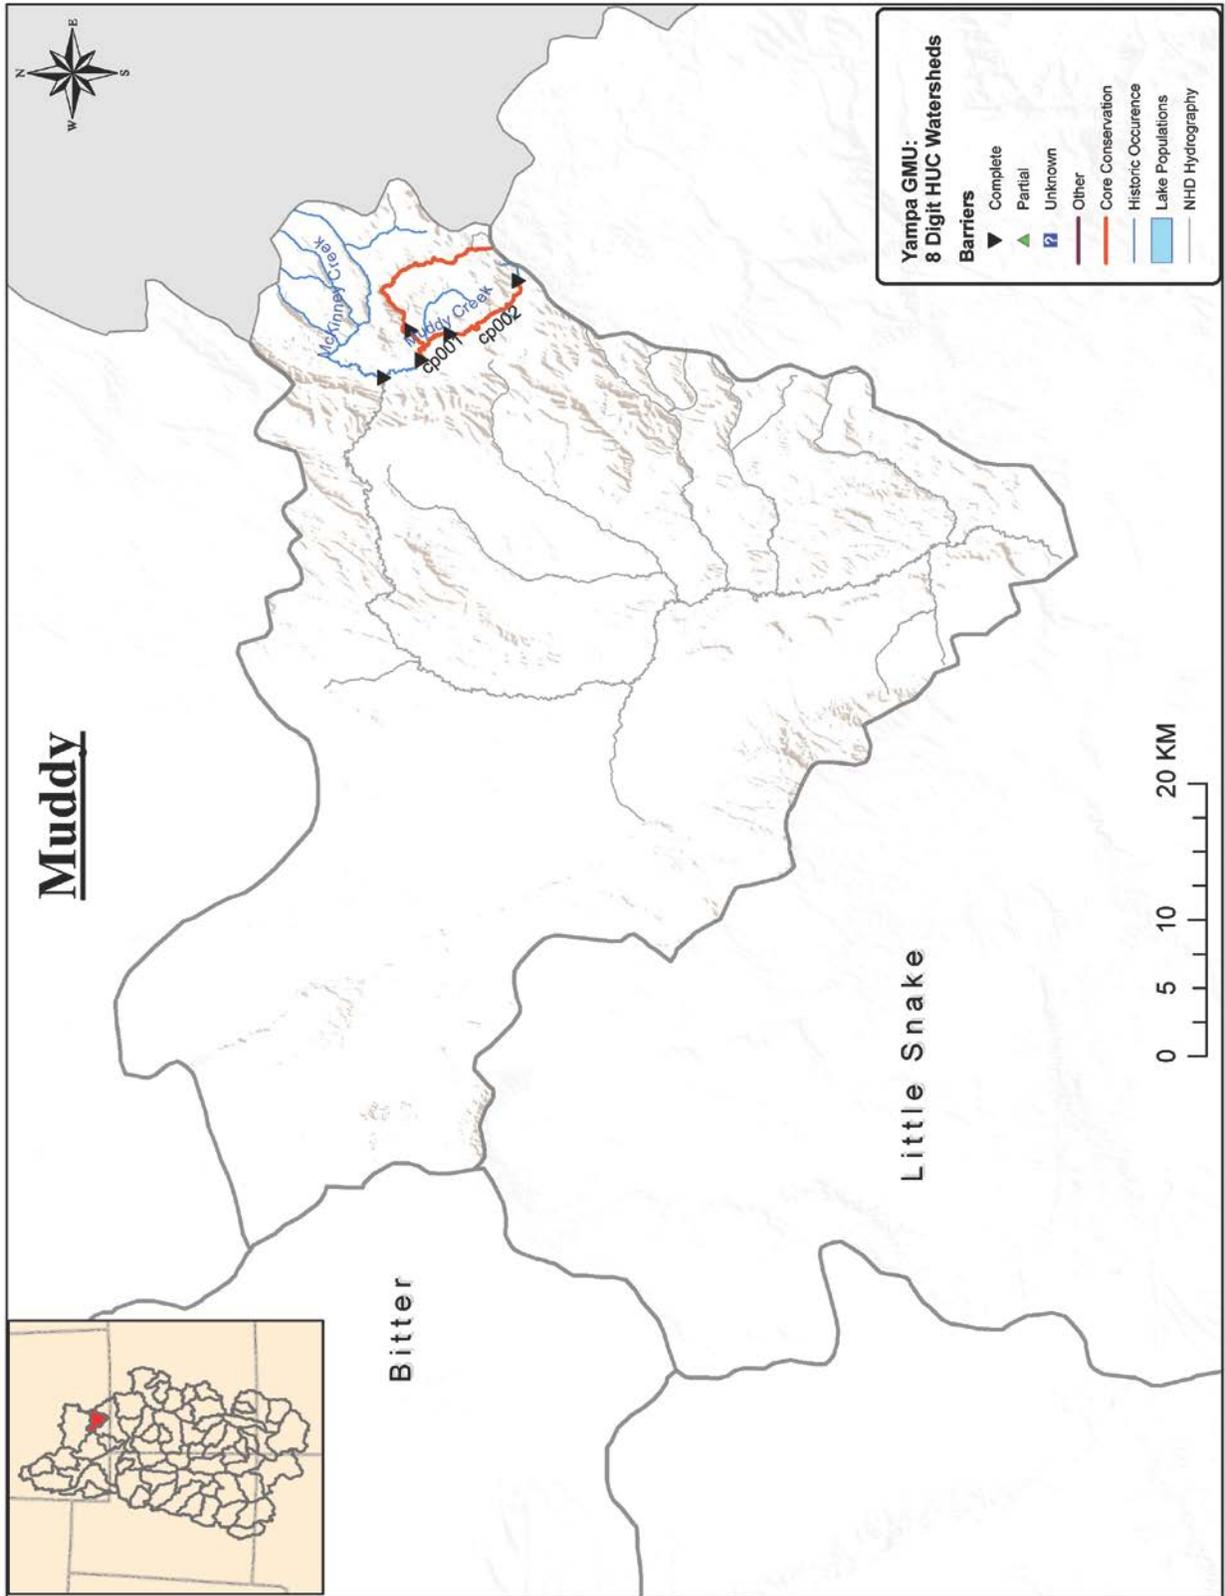 Muddy
N
E
S
W
McKinney Creek
Muddy Creek
cp001
cp002
Bitter
Little Snake
0 5 10 20 KM
Yampa GMU:
8 Digit HUC Watersheds
Barriers
Complete
Partial
? Unknown
Other
Core Conservation
Historic Occurence
Lake Populations
NHD Hydrography